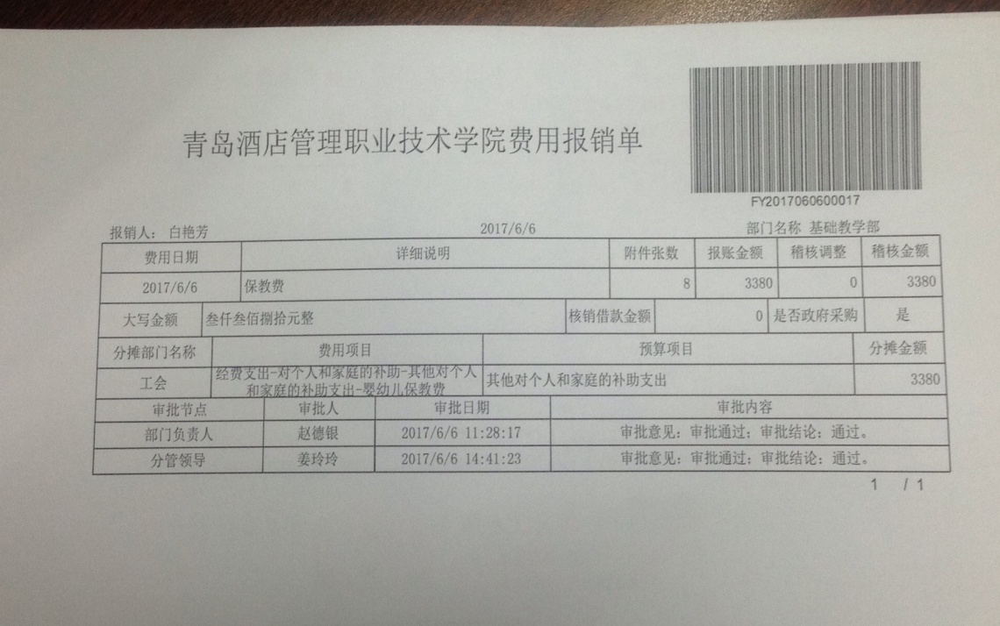 青岛酒店管理职业技术学院费用报销单
FY2017060600017
报销人： 白艳芳 2017/6/6 部门名称 基础教学部
费用日期 详细说明 附件张数 报账金额 稽核调整 稽核金额
2017/6/6 保教费 8 3380 0 3380
大写金额 叁仟叁佰捌拾元整 核销借款金额 0 是否政府采购 是
分摊部门名称 费用项目 预算项目 分摊金额
工会 经费支出-对个人和家庭的补助-其他对个人 其他对个人和家庭的补助支出 3380
和家庭的补助支出-婴幼儿保教费
审批节点 审批人 审批日期 审批内容
部门负责人 赵德银 2017/6/6 11:28:17 审批意见：审批通过；审批结论：通过。
分管领导 姜玲玲 2017/6/6 14:41:23 审批意见：审批通过；审批结论：通过。
1 / 1